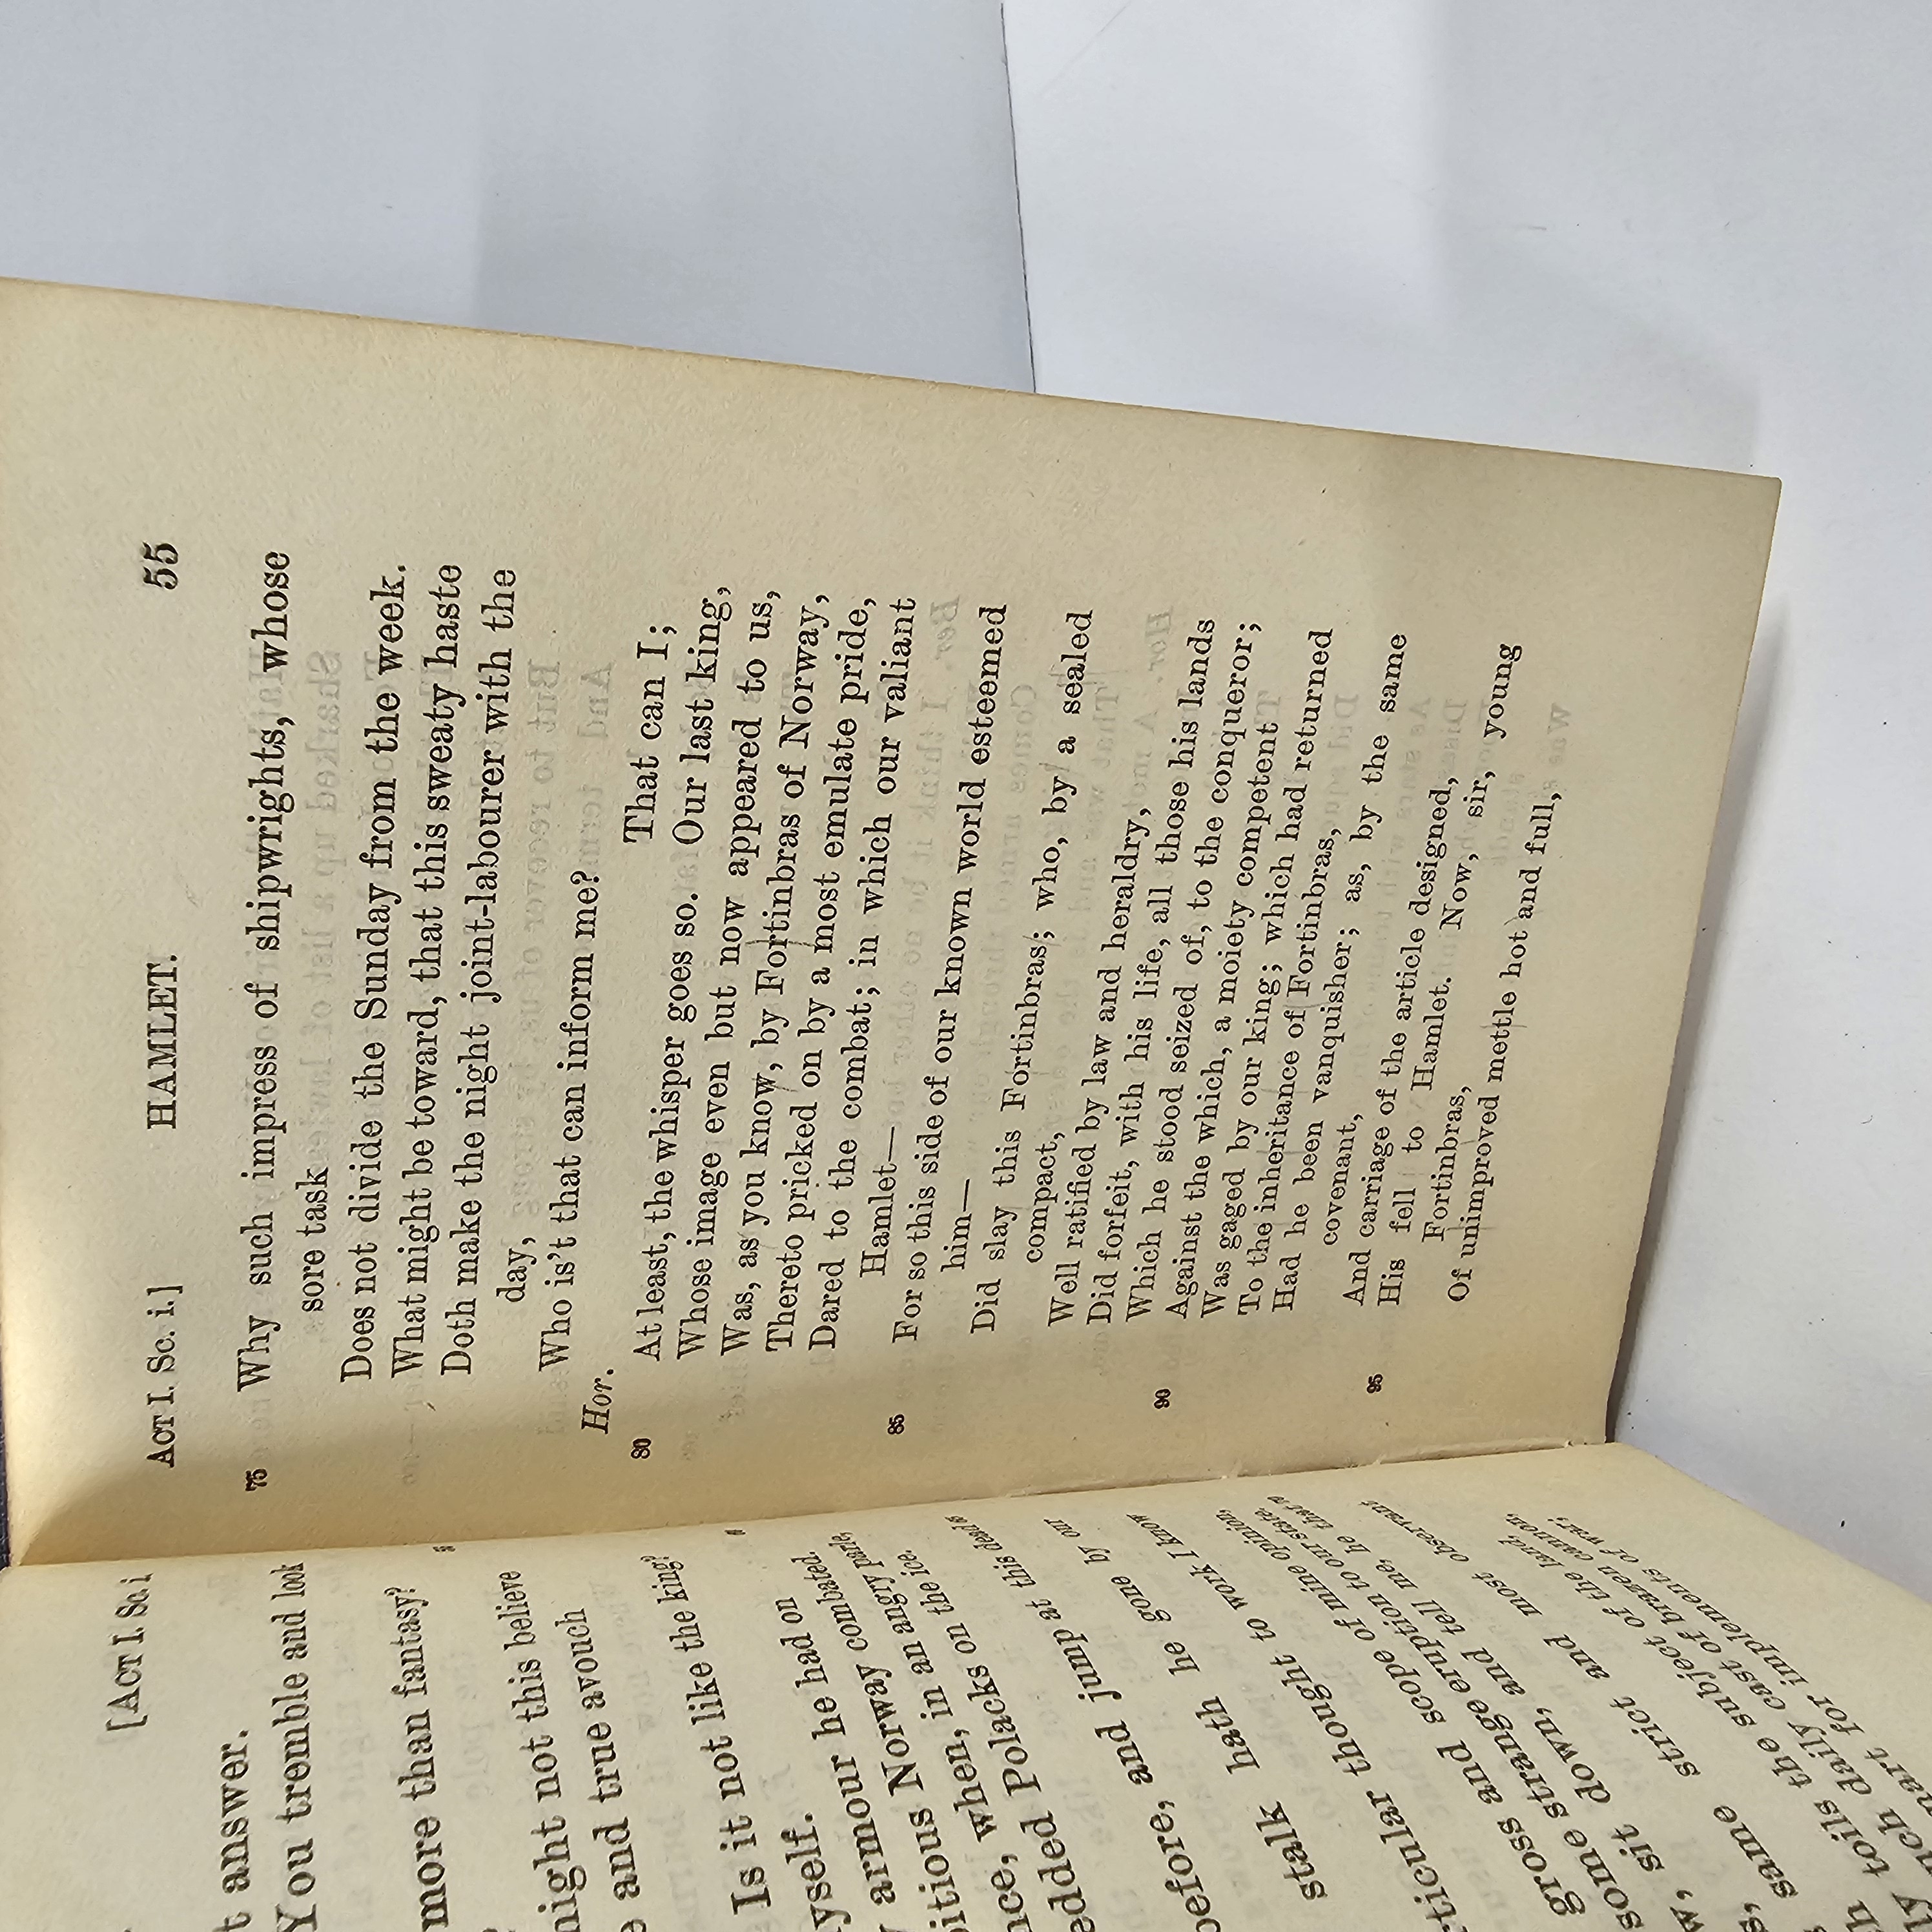 [ACT I. Sc. i
t answer.
You tremble and look
more than fantasy?
might not this believe
and true avouch
Is it not like the king?
armour he had on
Norway combated.
when, in an angry parle,
Polacks on the ice.
before, and jump at this dead 65
stalk hath he gone by our
thought to work I know
gross and scope of mine opinion,
some strange eruption to our state.
sit down, and tell me, he that 70
same strict and most observant
toils the subject of the land,
daily cast of brazen cannon,
for implements of war;
ACT I. Sc. i.] HAMLET. 55
75 Why such impress of shipwrights, whose
sore task
Does not divide the Sunday from the week.
What might be toward, that this sweaty haste
Doth make the night joint-labourer with the
day,
Who is't that can inform me?
Hor.
That can I;
80 At least, the whisper goes so. Our last king,
Whose image even but now appeared to us,
Was, as you know, by Fortinbras of Norway,
Thereto pricked on by a most emulate pride,
Dared to the combat; in which our valiant
Hamlet—
85 For so this side of our known world esteemed
him—
Did slay this Fortinbras; who, by a sealed
compact,
Well ratified by law and heraldry,
Did forfeit, with his life, all those his lands
Which he stood seized of, to the conqueror;
90 Against the which, a moiety competent
Was gaged by our king; which had returned
To the inheritance of Fortinbras,
Had he been vanquisher; as, by the same
covenant,
And carriage of the article designed,
95 His fell to Hamlet. Now, sir, young
Fortinbras,
Of unimproved mettle hot and full,